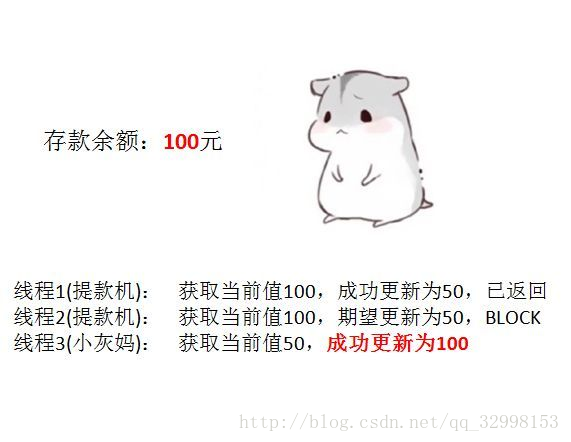 存款余额：100元
线程1(提款机)： 获取当前值100，成功更新为50，已返回
线程2(提款机)： 获取当前值100，期望更新为50，BLOCK
线程3(小灰妈)： 获取当前值50，成功更新为100
http://blog.csdn.net/qq_32998153